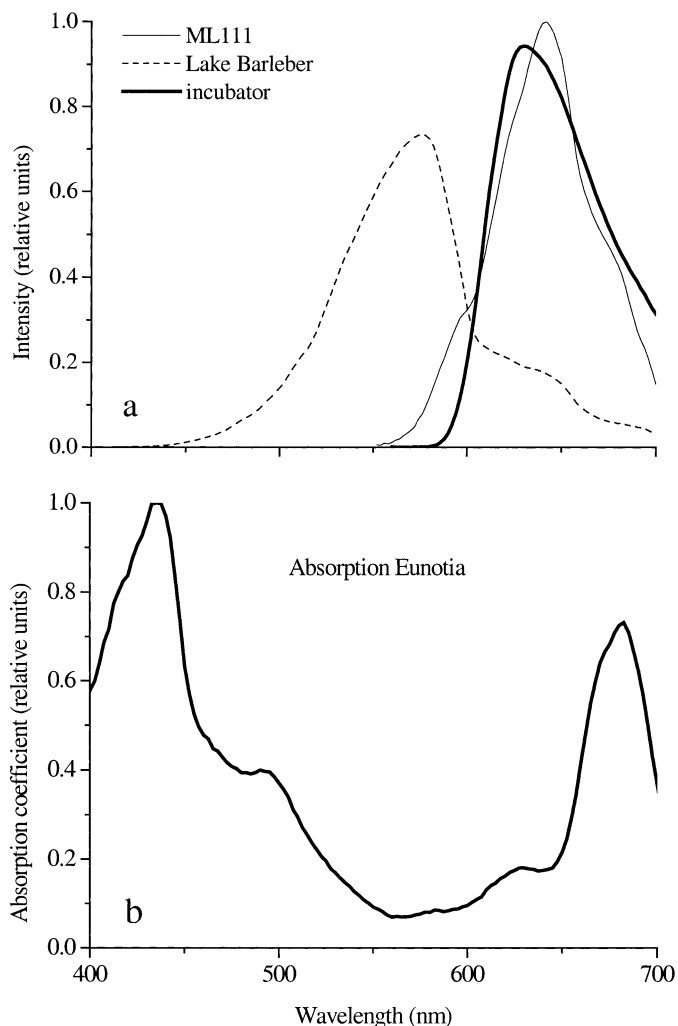 1.0
ML111
Lake Barleber
incubator
0.8
0.6
0.4
0.2
0.0
Intensity (relative units)
a
1.0
Absorption Eunotia
0.8
0.6
0.4
0.2
0.0
Absorption coefficient (relative units)
b
400 500 600 700
Wavelength (nm)